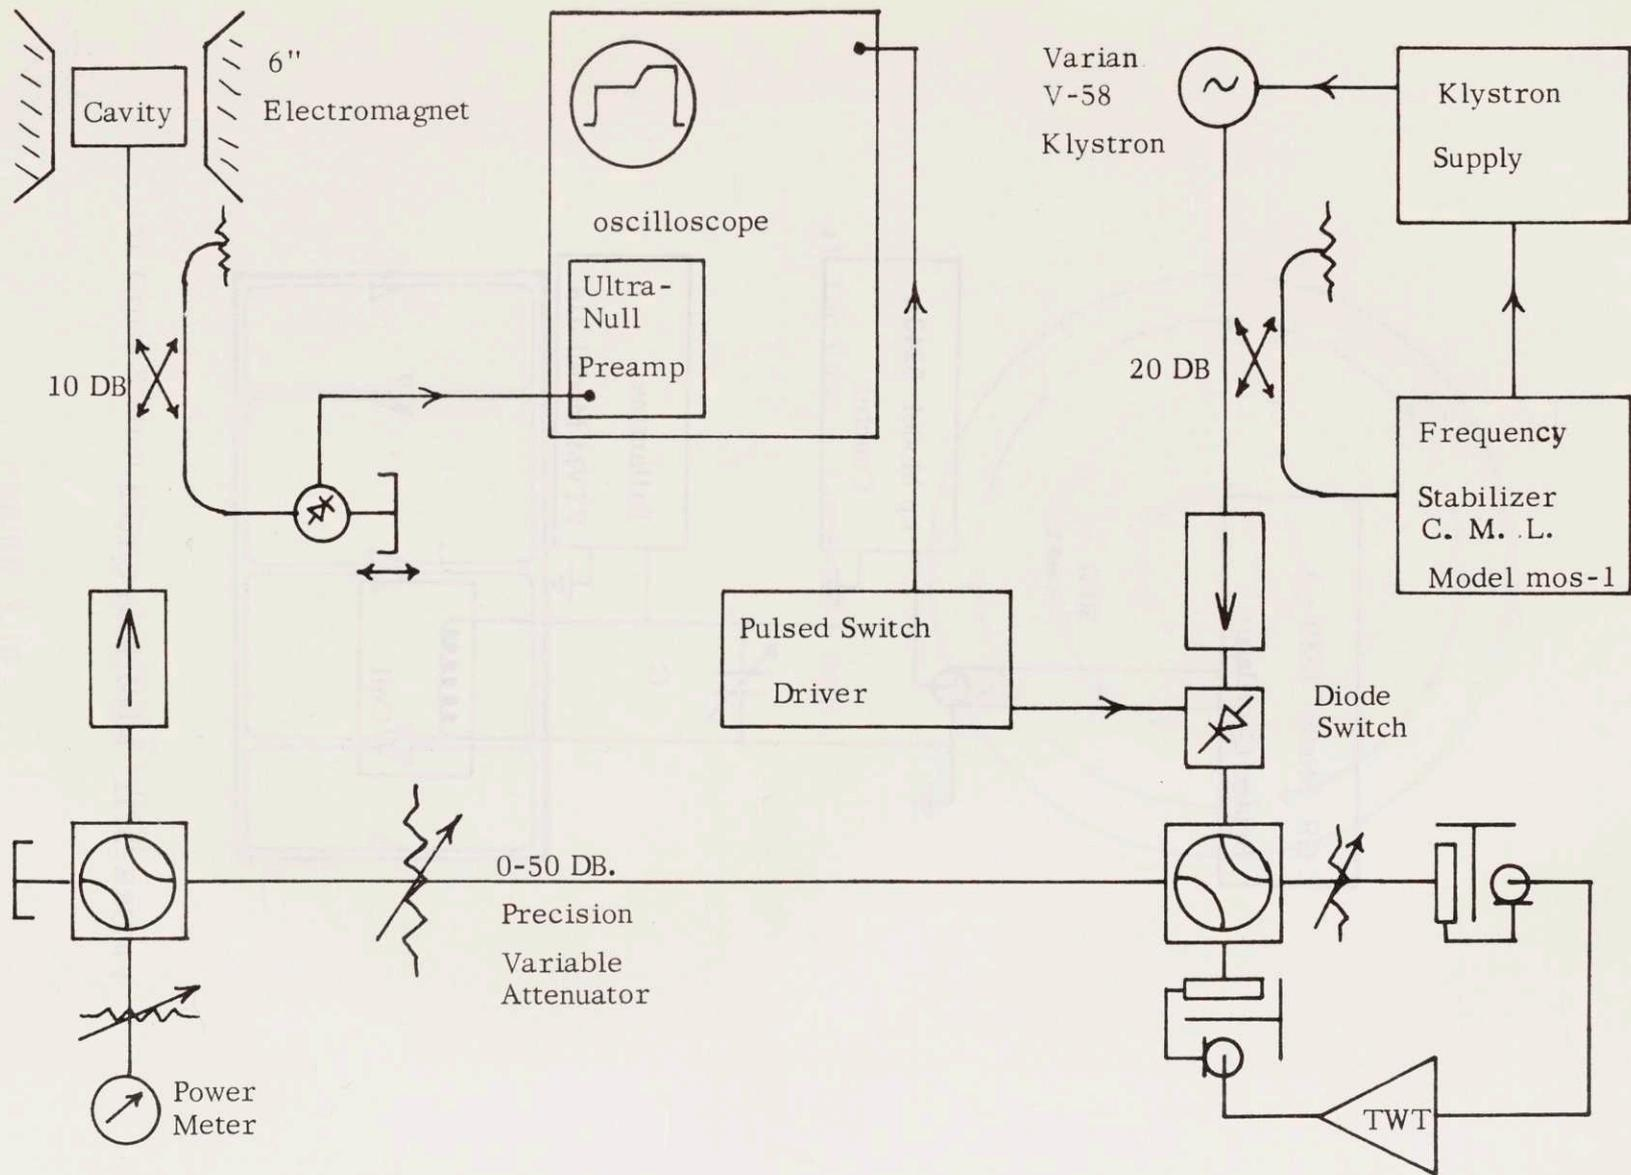 6"
Electromagnet
Cavity
oscilloscope
Ultra-
Null
Preamp
10 DB
Varian
V-58
Klystron
Klystron
Supply
20 DB
Frequency
Stabilizer
C. M. L.
Model mos-1
Pulsed Switch
Driver
Diode
Switch
0-50 DB.
Precision
Variable
Attenuator
Power
Meter
TWT